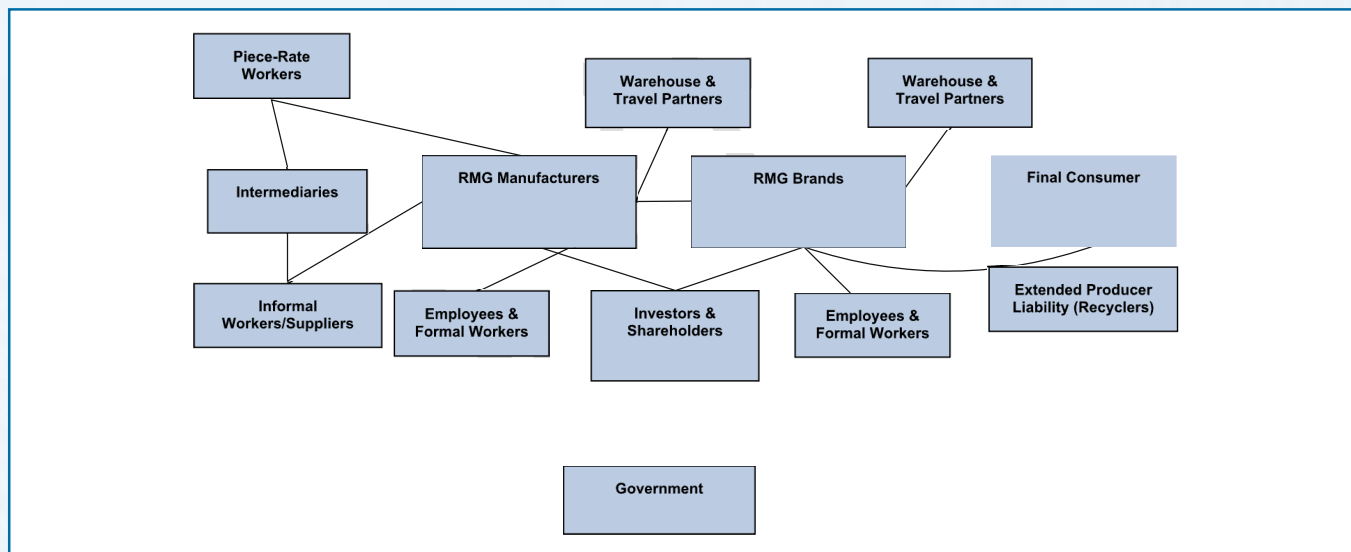 Piece-Rate
Workers
Warehouse &
Travel Partners
Warehouse &
Travel Partners
Intermediaries
RMG Manufacturers
RMG Brands
Final Consumer
Informal
Workers/Suppliers
Employees &
Formal Workers
Investors &
Shareholders
Employees &
Formal Workers
Extended Producer
Liability (Recyclers)
Government